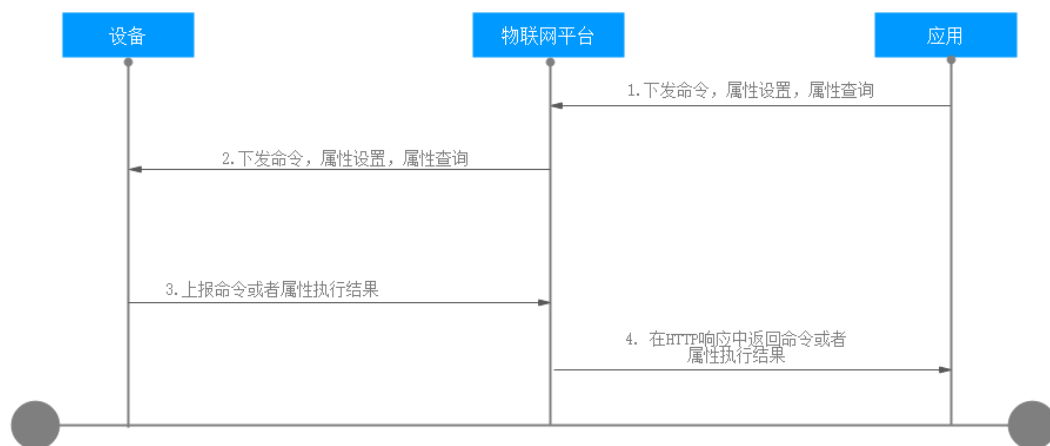 设备
物联网平台
应用
1.下发命令，属性设置，属性查询
2.下发命令，属性设置，属性查询
3.上报命令或者属性执行结果
4. 在HTTP响应中返回命令或者
属性执行结果